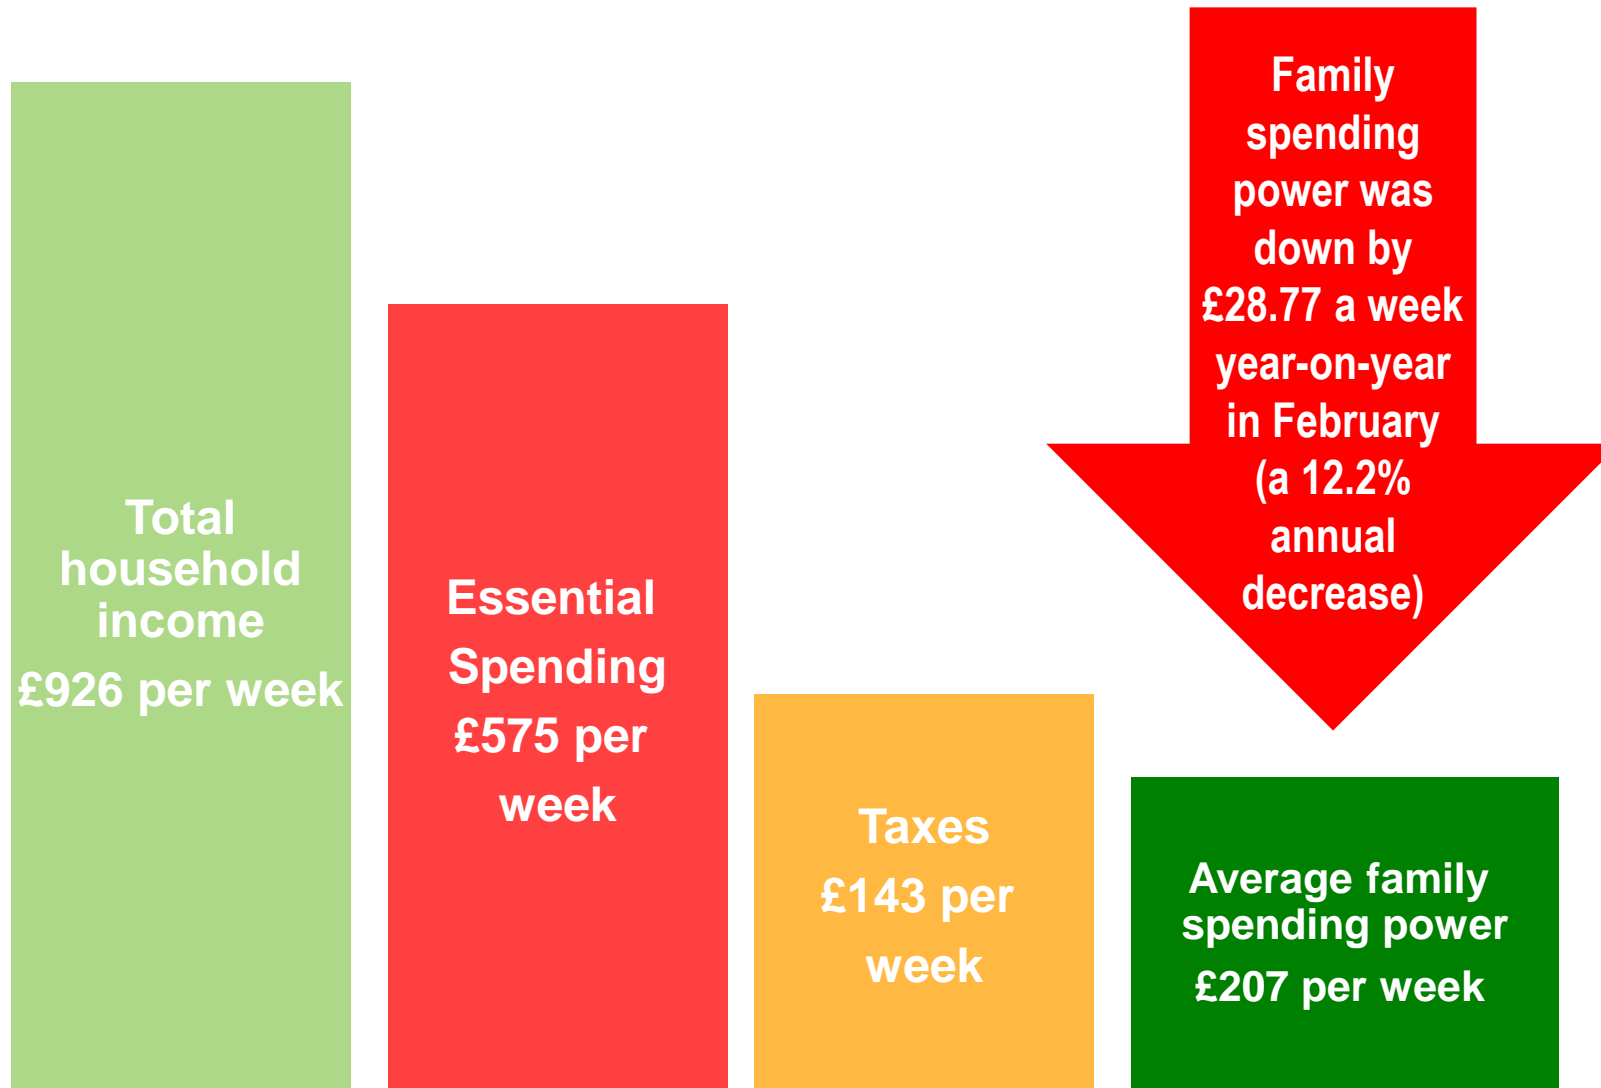 Total
household
income
£926 per week
Essential
Spending
£575 per
week
Taxes
£143 per
week
Family
spending
power was
down by
£28.77 a week
year-on-year
in February
(a 12.2%
annual
decrease)
Average family
spending power
£207 per week